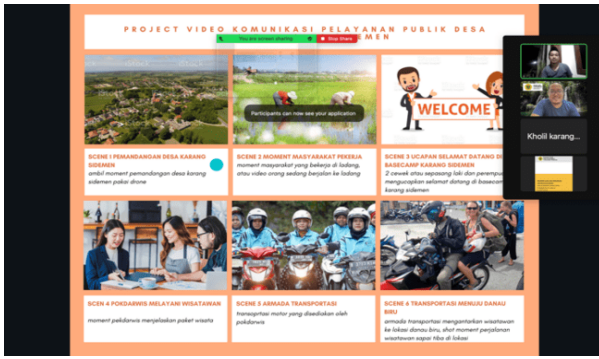 PROJECT VIDEO KOMUNIKASI PELAYANAN PUBLIK DESA
EMEN
You are screen sharing
Stop Share
Participants can now see your application
WELCOME
Kholil karang...
SCENE 1 PEMANDANGAN DESA KARANG
SIDEMEN
ambil moment pemandangan desa karang
sidemen pakai drone
SCENE 2 MOMENT MASYARAKAT PEKERJA
moment masyarakat yang bekerja di ladang,
atau video orang sedang berjalan ke ladang
SCENE 3 UCAPAN SELAMAT DATANG DI
BASECAMP KARANG SIDEMEN
2 cewek atau sepasang laki dan perempu
mengucapkan selamat datang di basecam
karang sidemen
SCEN 4 POKDARWIS MELAYANI WISATAWAN
moment pekdarwis menjelaskan paket wisata
SCENE 5 ARMADA TRANSPORTASI
transportasi motor yang disediakan oleh
pokdarwis
SCENE 6 TRANSPORTASI MENUJU DANAU
BIRU
armada transportasi mengantarkan wisatawan
ke lokasi danau biru, shot moment perjalanan
wisatawan sapai tiba di lokasi